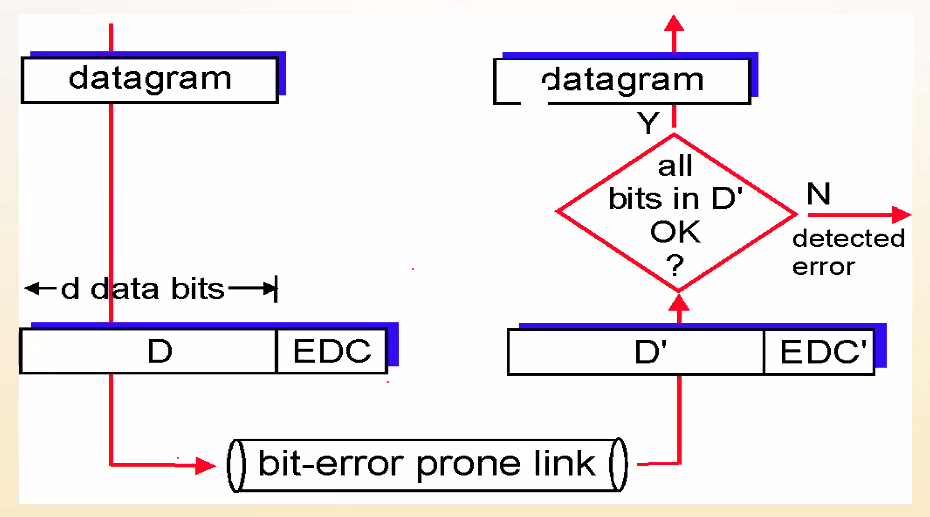 datagram
datagram
Y
all
bits in D'
OK
?
N
detected
error
d data bits
D
EDC
D'
EDC'
bit-error prone link